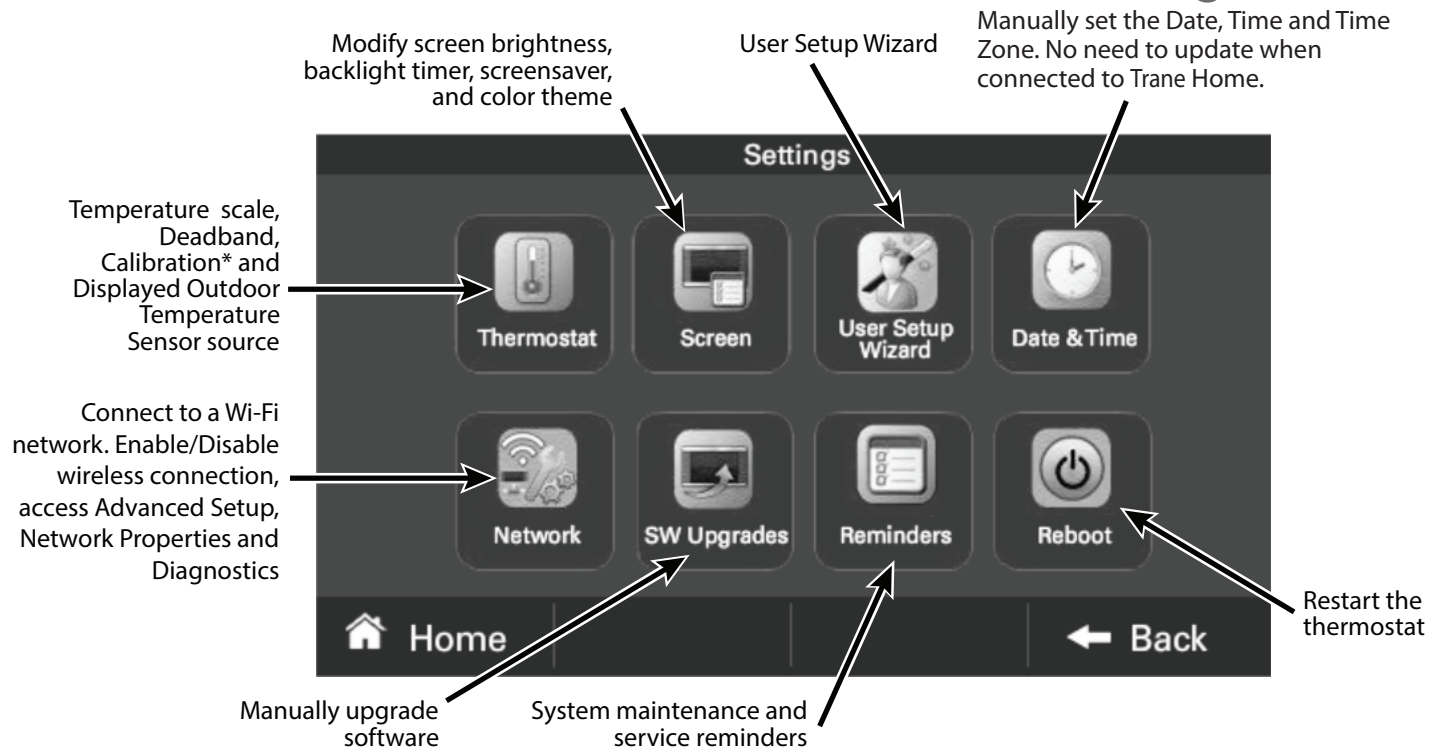 Modify screen brightness,
backlight timer, screensaver,
and color theme
User Setup Wizard
Manually set the Date, Time and Time
Zone. No need to update when
connected to Trane Home.
Settings
Temperature scale,
Deadband,
Calibration* and
Displayed Outdoor
Temperature
Sensor source
Thermostat
Screen
User Setup
Wizard
Date & Time
Connect to a Wi-Fi
network. Enable/Disable
wireless connection,
access Advanced Setup,
Network Properties and
Diagnostics
Network
SW Upgrades
Reminders
Reboot
Restart the
thermostat
Home
Back
Manually upgrade
software
System maintenance and
service reminders